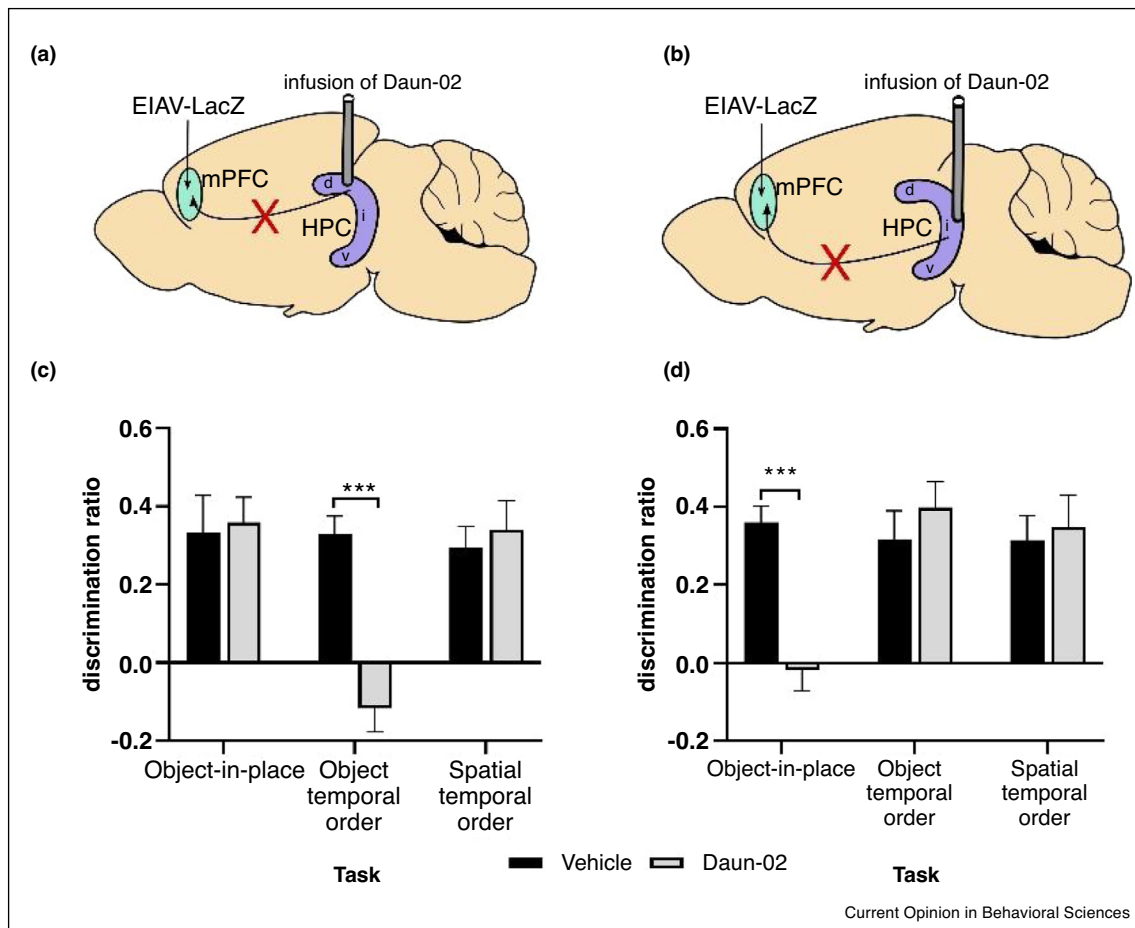 (a)
infusion of Daun-02
EIAV-LacZ
mPFC
d
HPC
i
v
(b)
infusion of Daun-02
EIAV-LacZ
mPFC
d
HPC
i
v
X
X
(c)
0.6
0.4
0.2
0.0
-0.2
discrimination ratio
***
Object-in-place
Object
temporal
order
Spatial
temporal
order
Task
(d)
0.6
0.4
0.2
0.0
-0.2
discrimination ratio
***
Object-in-place
Object
temporal
order
Spatial
temporal
order
Task
Vehicle
Daun-02
Current Opinion in Behavioral Sciences